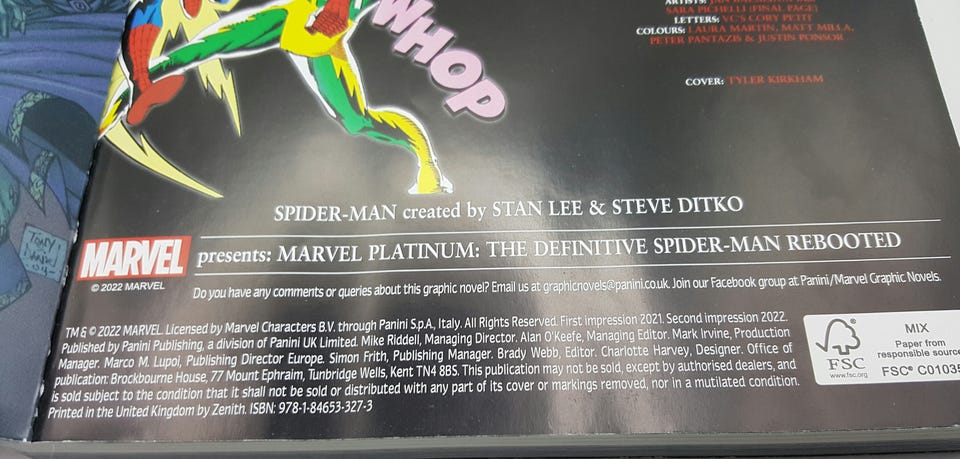 WHOP
SARA PICHELLI (FINAL PAGE)
LETTERS: VC'S CORY PETIT
COLOURS: LAURA MARTIN, MATT MILLA,
PETER PANTAZIS & JUSTIN PONSOR
COVER: TYLER KIRKHAM
SPIDER-MAN created by STAN LEE & STEVE DITKO
MARVEL presents: MARVEL PLATINUM: THE DEFINITIVE SPIDER-MAN REBOOTED
© 2022 MARVEL
Do you have any comments or queries about this graphic novel? Email us at graphicnovels@panini.co.uk. Join our Facebook group at Panini/Marvel Graphic Novels.
TM & © 2022 MARVEL. Licensed by Marvel Characters B.V. through Panini S.p.A., Italy. All Rights Reserved. First impression 2021. Second impression 2022.
Published by Panini Publishing, a division of Panini UK Limited. Mike Riddell, Managing Director. Alan O'Keefe, Managing Editor. Mark Irvine, Production
Manager. Marco M. Lupoi, Publishing Director Europe. Simon Frith, Publishing Manager. Brady Webb, Editor. Charlotte Harvey, Designer. Office of
publication: Brockbourne House, 77 Mount Ephraim, Tunbridge Wells, Kent TN4 8BS. This publication may not be sold, except by authorised dealers, and
is sold subject to the condition that it shall not be sold or distributed with any part of its cover or markings removed, nor in a mutilated condition.
Printed in the United Kingdom by Zenith. ISBN: 978-1-84653-327-3
FSC
www.fsc.org
MIX
Paper from
responsible source
FSC® C01035
TONY
DANIEL
-04-